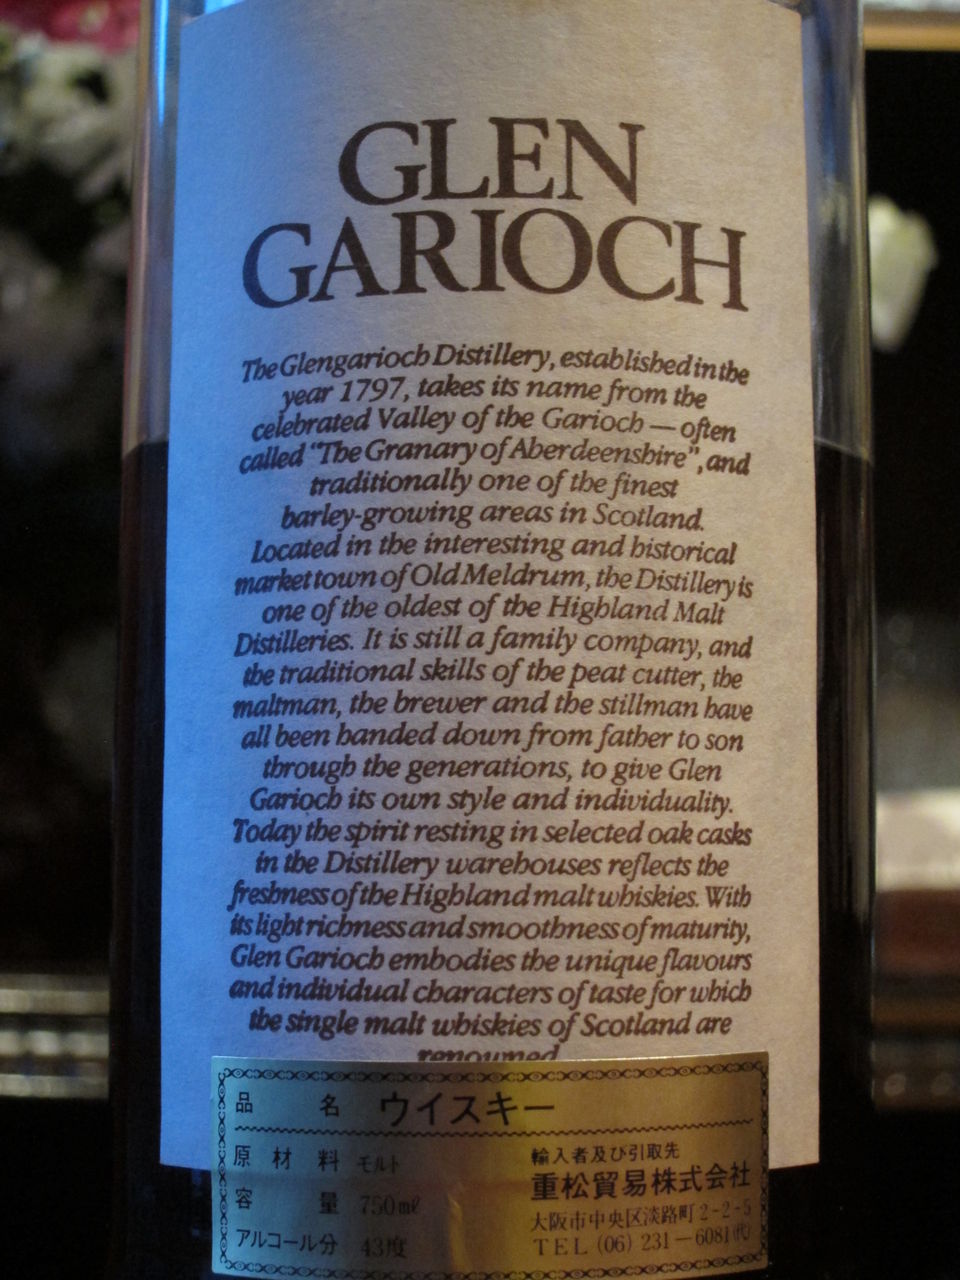 GLEN
GARIOCH
The Glengarioch Distillery, established in the
year 1797, takes its name from the
celebrated Valley of the Garioch — often
called “The Granary of Aberdeenshire”, and
traditionally one of the finest
barley-growing areas in Scotland.
Located in the interesting and historical
market town of Old Meldrum, the Distillery is
one of the oldest of the Highland Malt
Distilleries. It is still a family company, and
the traditional skills of the peat cutter, the
maltman, the brewer and the stillman have
all been handed down from father to son
through the generations, to give Glen
Garioch its own style and individuality.
Today the spirit resting in selected oak casks
in the Distillery warehouses reflects the
freshness of the Highland malt whiskies. With
its light richness and smoothness of maturity,
Glen Garioch embodies the unique flavours
and individual characters of taste for which
the single malt whiskies of Scotland are
renowned
品 名 ウイスキー
原 材 料 モルト
容 量 750mℓ
アルコール分 43度
輸入者及び引取先
重松貿易株式会社
大阪市中央区淡路町2-2-5
TEL (06) 231-6081(代)